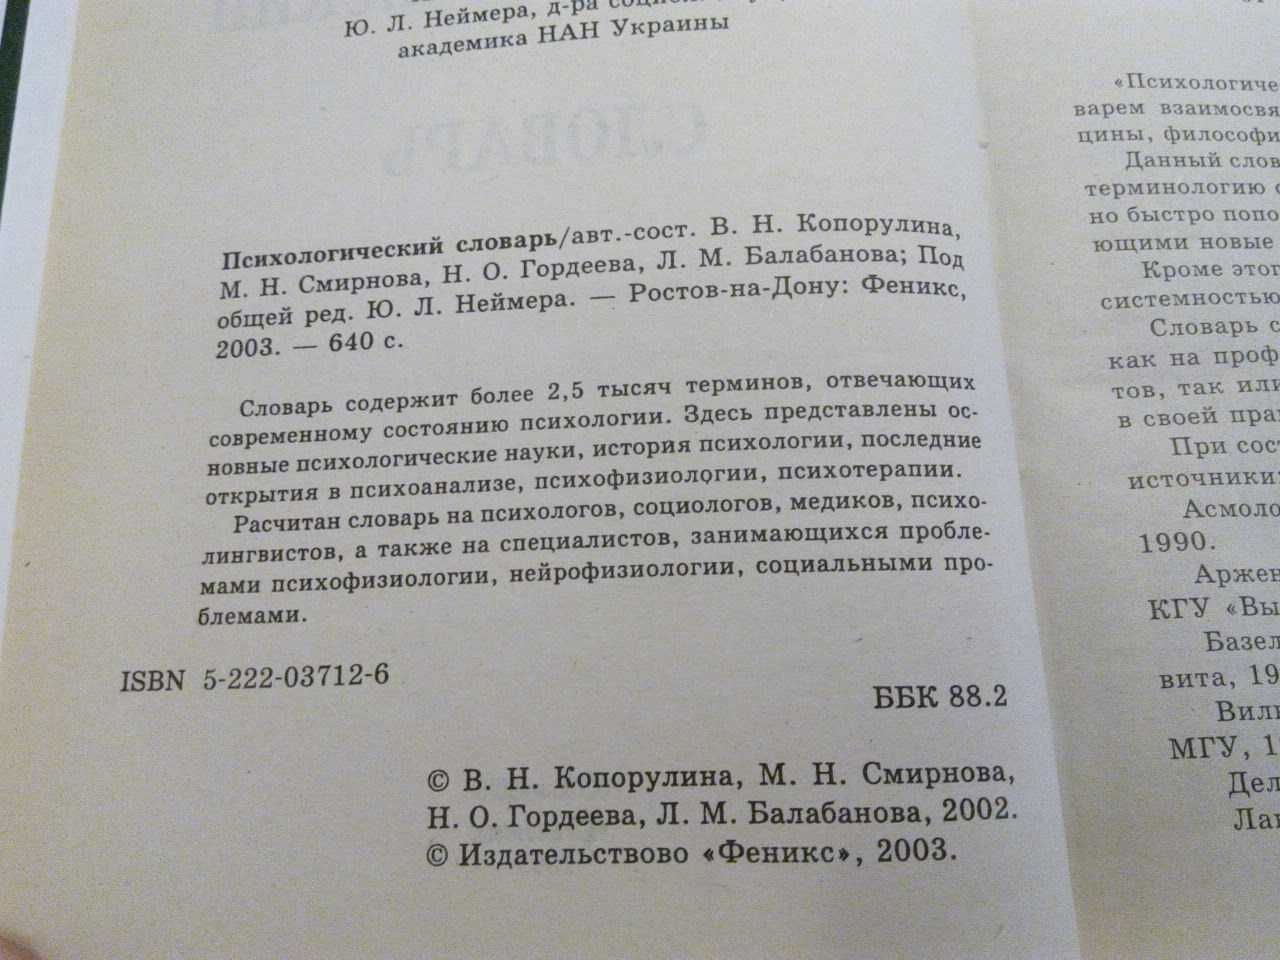 Ю. Л. Неймера, д-ра
академика НАН Украины
СЛОВАРЬ
Психологический словарь/авт.-сост. В. Н. Копорулина,
М. Н. Смирнова, Н. О. Гордеева, Л. М. Балабанова; Под
общей ред. Ю. Л. Неймера. — Ростов-на-Дону: Феникс,
2003. — 640 с.
Словарь содержит более 2,5 тысяч терминов, отвечающих
современному состоянию психологии. Здесь представлены ос-
новные психологические науки, история психологии, последние
открытия в психоанализе, психофизиологии, психотерапии.
Расчитан словарь на психологов, социологов, медиков, психо-
лингвистов, а также на специалистов, занимающихся пробле-
мами психофизиологии, нейрофизиологии, социальными про-
блемами.
ISBN 5-222-03712-6
ББК 88.2
© В. Н. Копорулина, М. Н. Смирнова,
Н. О. Гордеева, Л. М. Балабанова, 2002.
© Издательствово «Феникс», 2003.
«Психологиче
варем взаимосвя
цины, философи
Данный слов
терминологию
но быстро попо
ющими новые
Кроме этог
системностью
Словарь с
как на проф
тов, так или
в своей пра
При сост
источники:
Асмоло
1990.
Аржен
КГУ «Вы
Базел
вита, 19
Виль
МГУ, 1
Дел
Лан